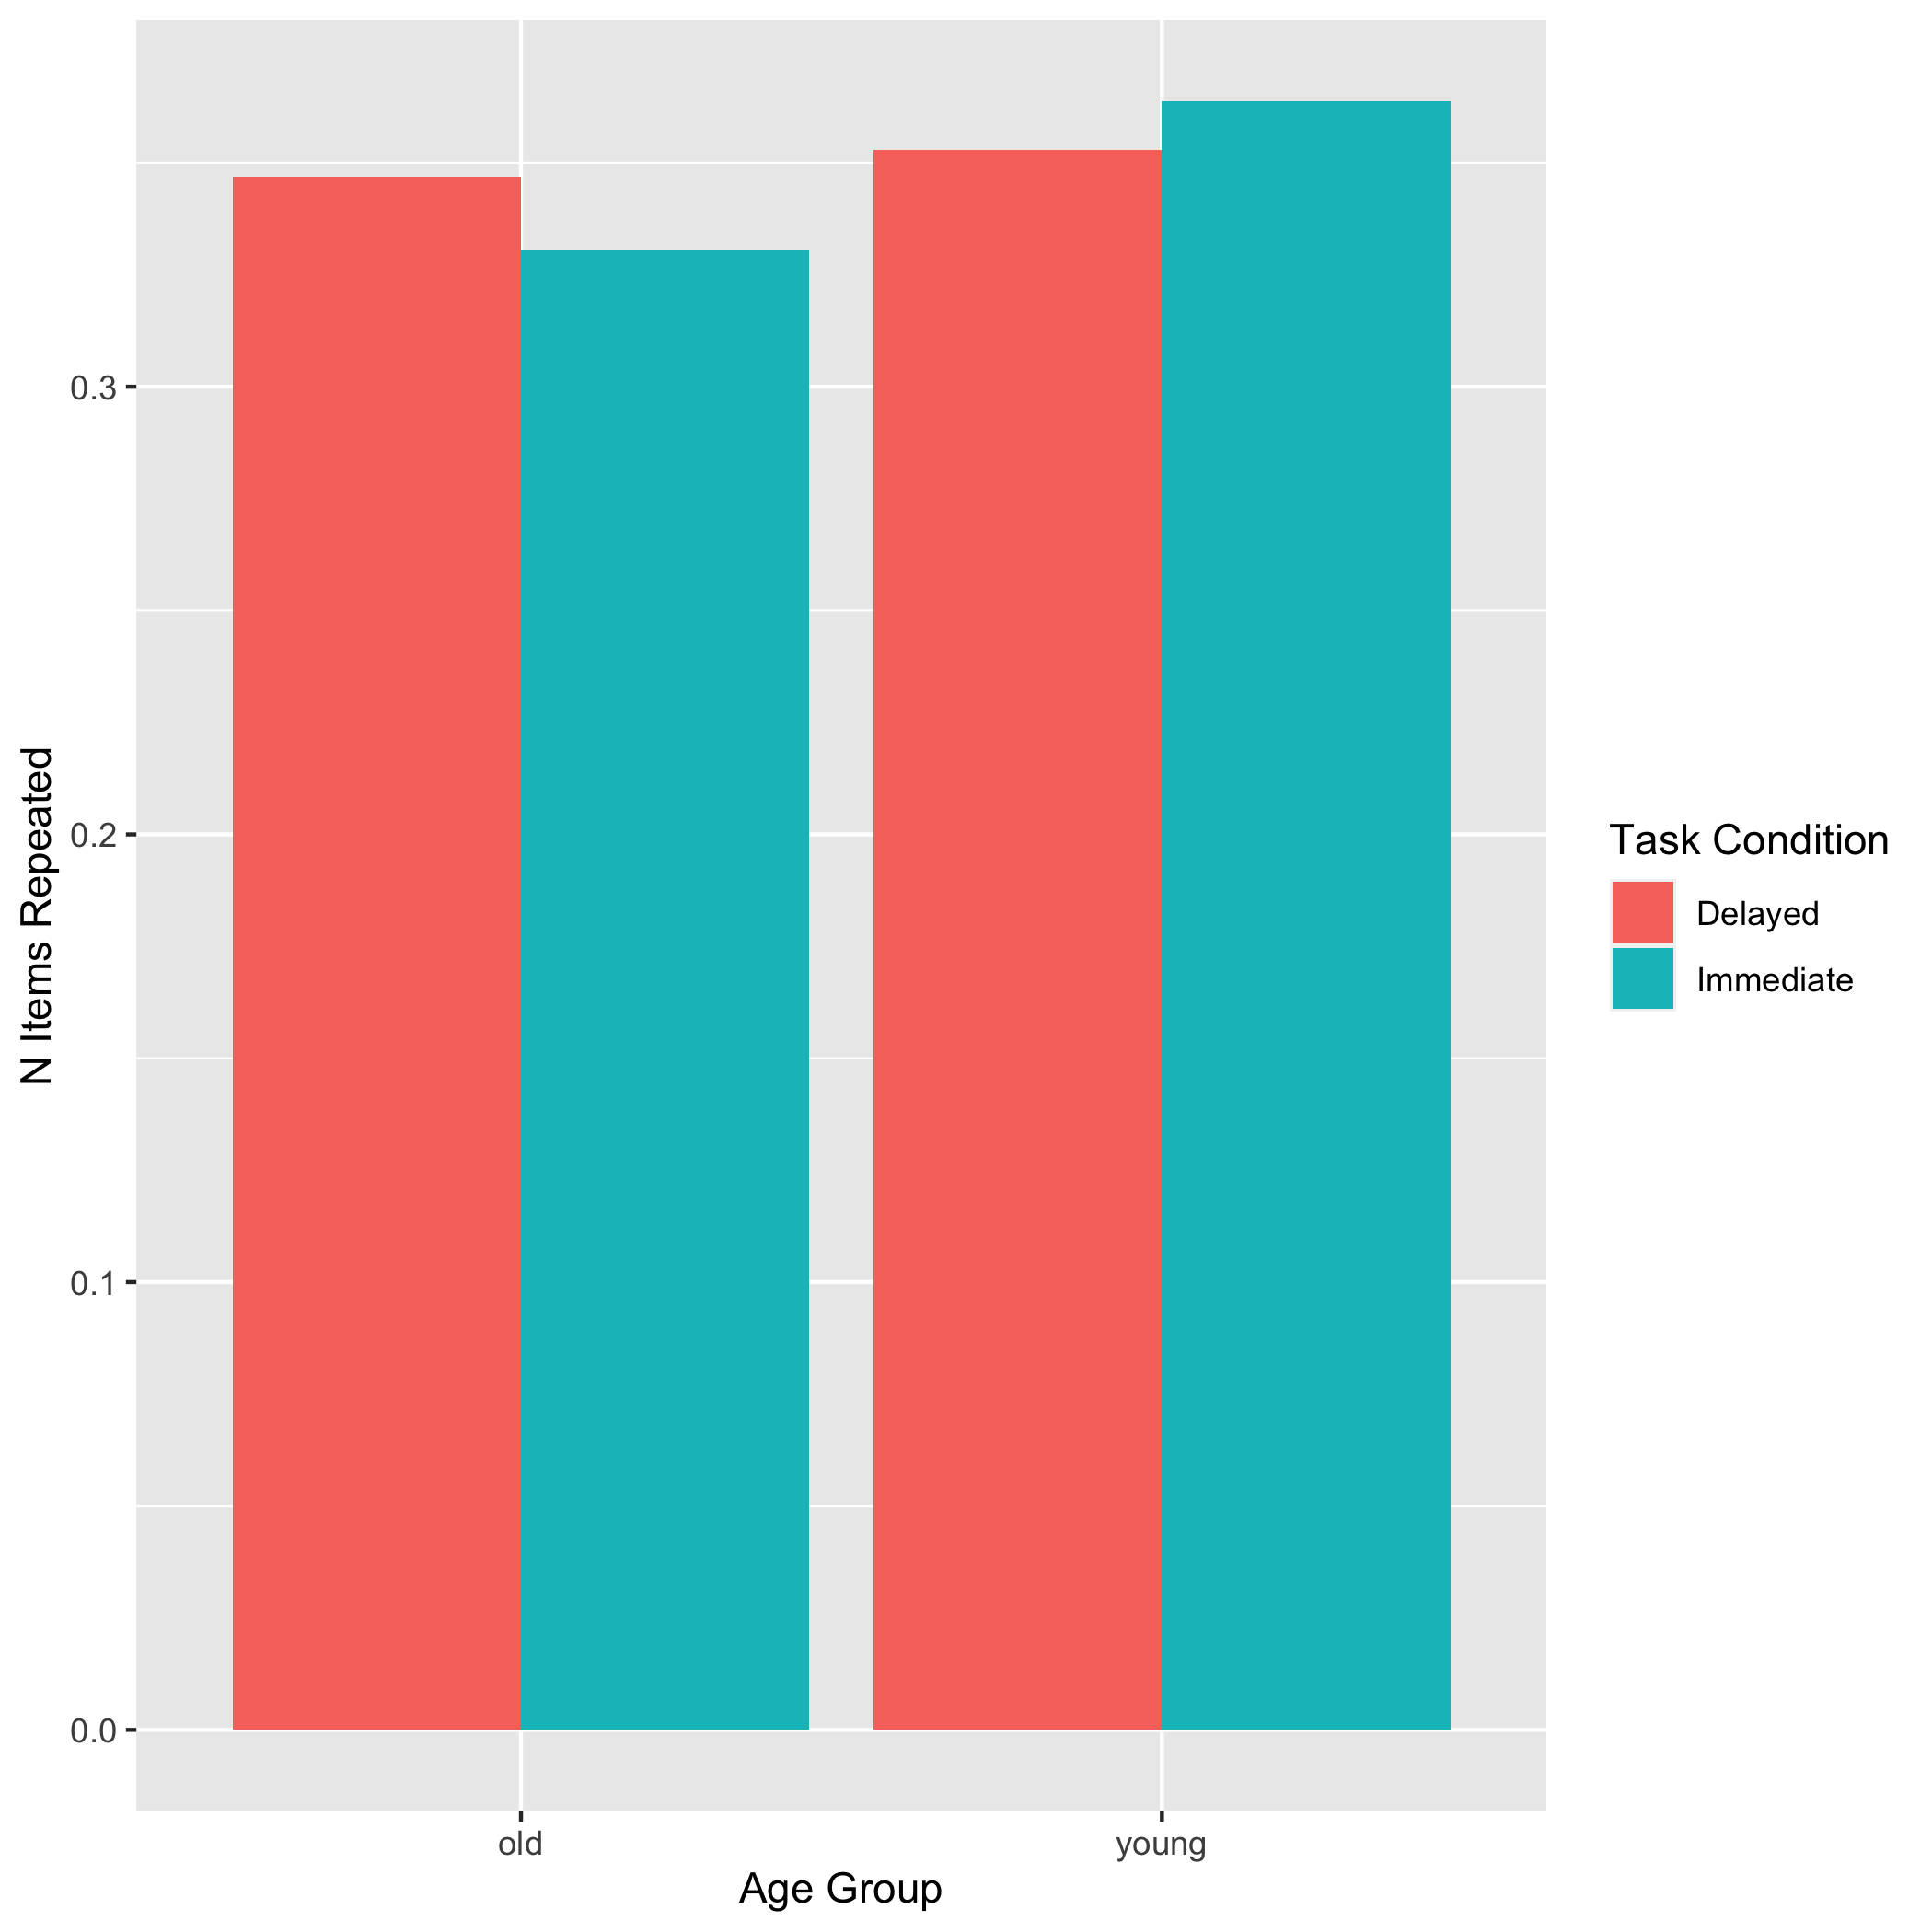 N Items Repeated
0.3
0.2
0.1
0.0
old
young
Age Group
Task Condition
Delayed
Immediate